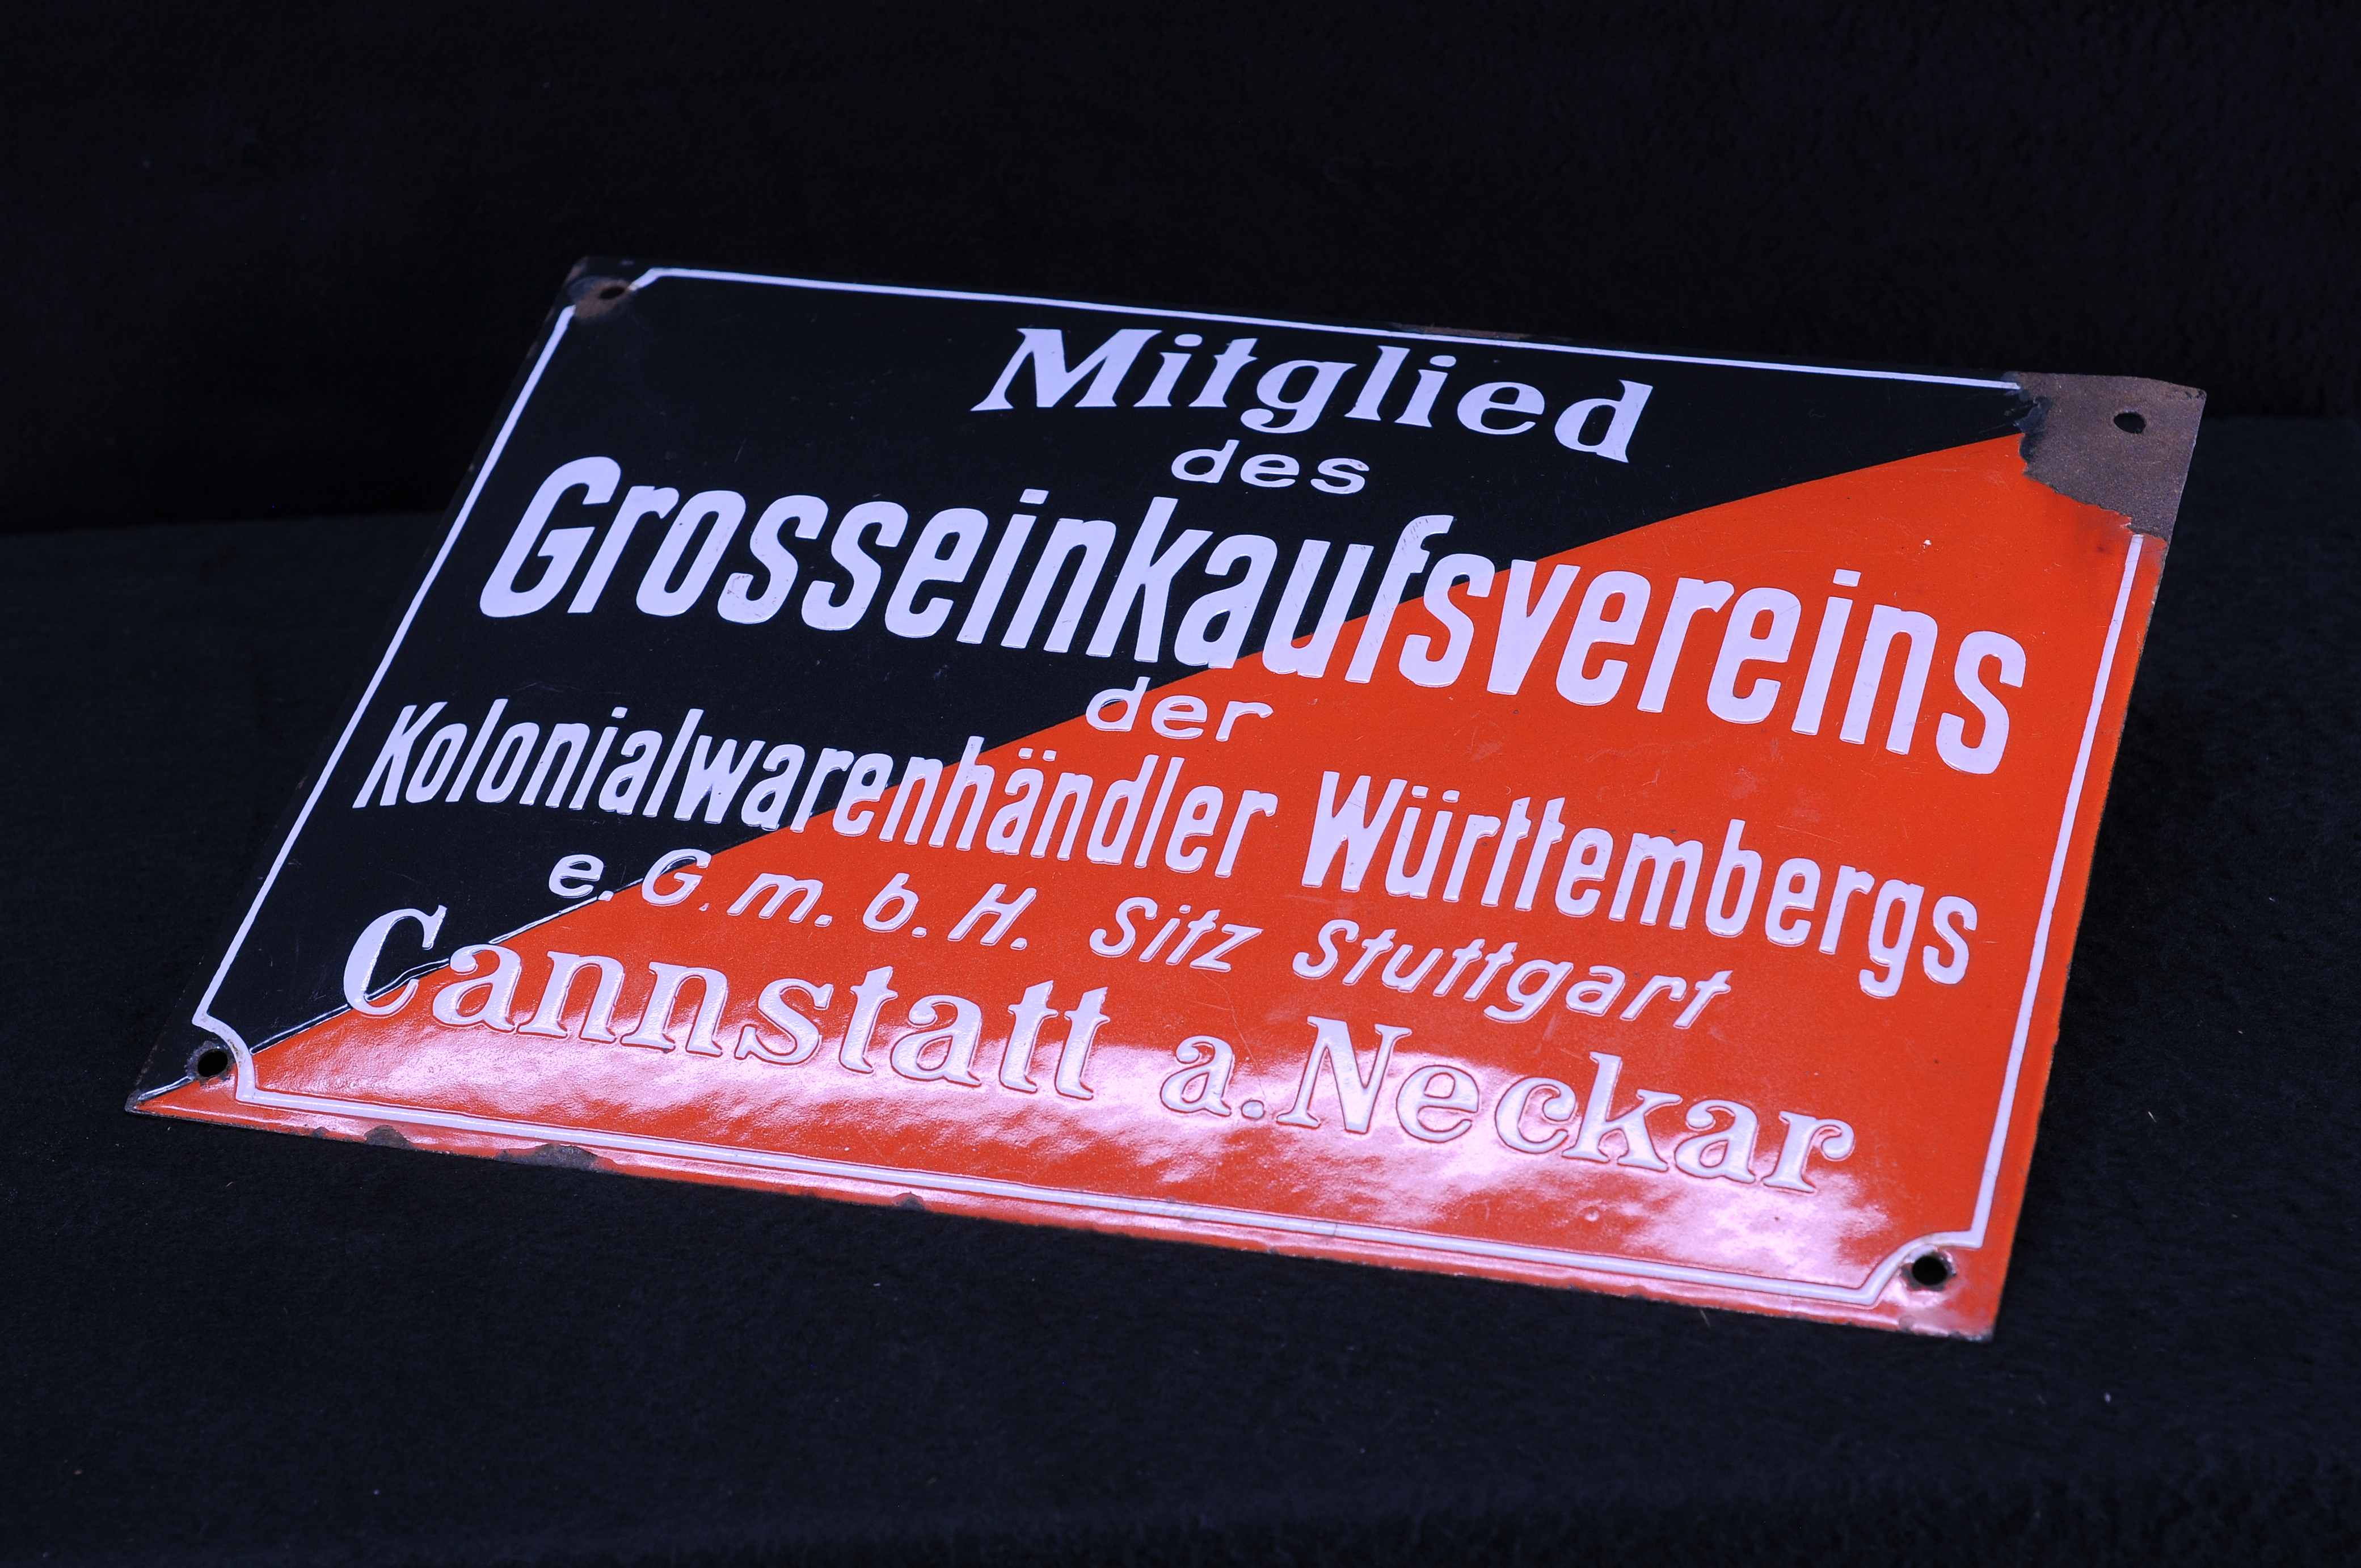 Mitglied
des
Grosseinkaufsvereins
der
Kolonialwarenhändler Württembergs
e. G. m. b. H. Sitz Stuttgart
Cannstatt a. Neckar